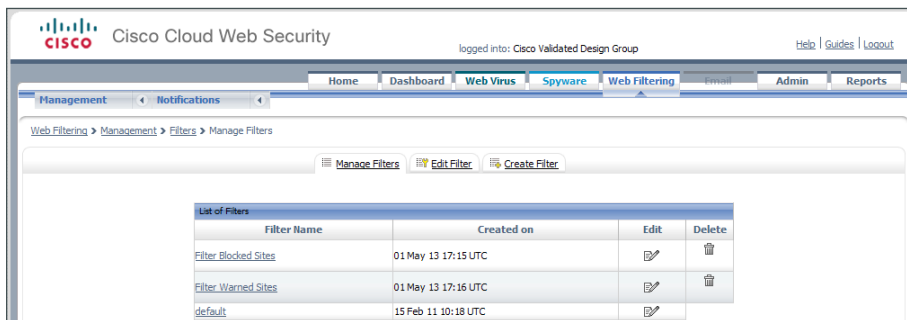 CISCO Cisco Cloud Web Security
logged into: Cisco Validated Design Group
Help | Guides | Logout
Home Dashboard Web Virus Spyware Web Filtering Email Admin Reports
Management Notifications
Web Filtering > Management > Filters > Manage Filters
Manage Filters Edit Filter Create Filter
List of Filters
Filter Name Created on Edit Delete
Filter Blocked Sites 01 May 13 17:15 UTC
Filter Warned Sites 01 May 13 17:16 UTC
default 15 Feb 11 10:18 UTC